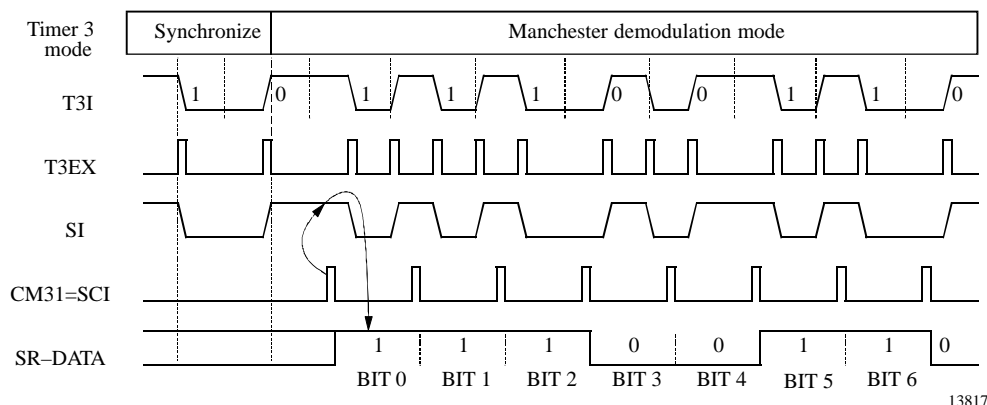 Timer 3 mode Synchronize Manchester demodulation mode
T3I 1 0 1 1 1 0 0 1 1 0
T3EX
SI
CM31=SCI
SR–DATA 1 1 1 0 0 1 1 0
BIT 0 BIT 1 BIT 2 BIT 3 BIT 4 BIT 5 BIT 6
13817